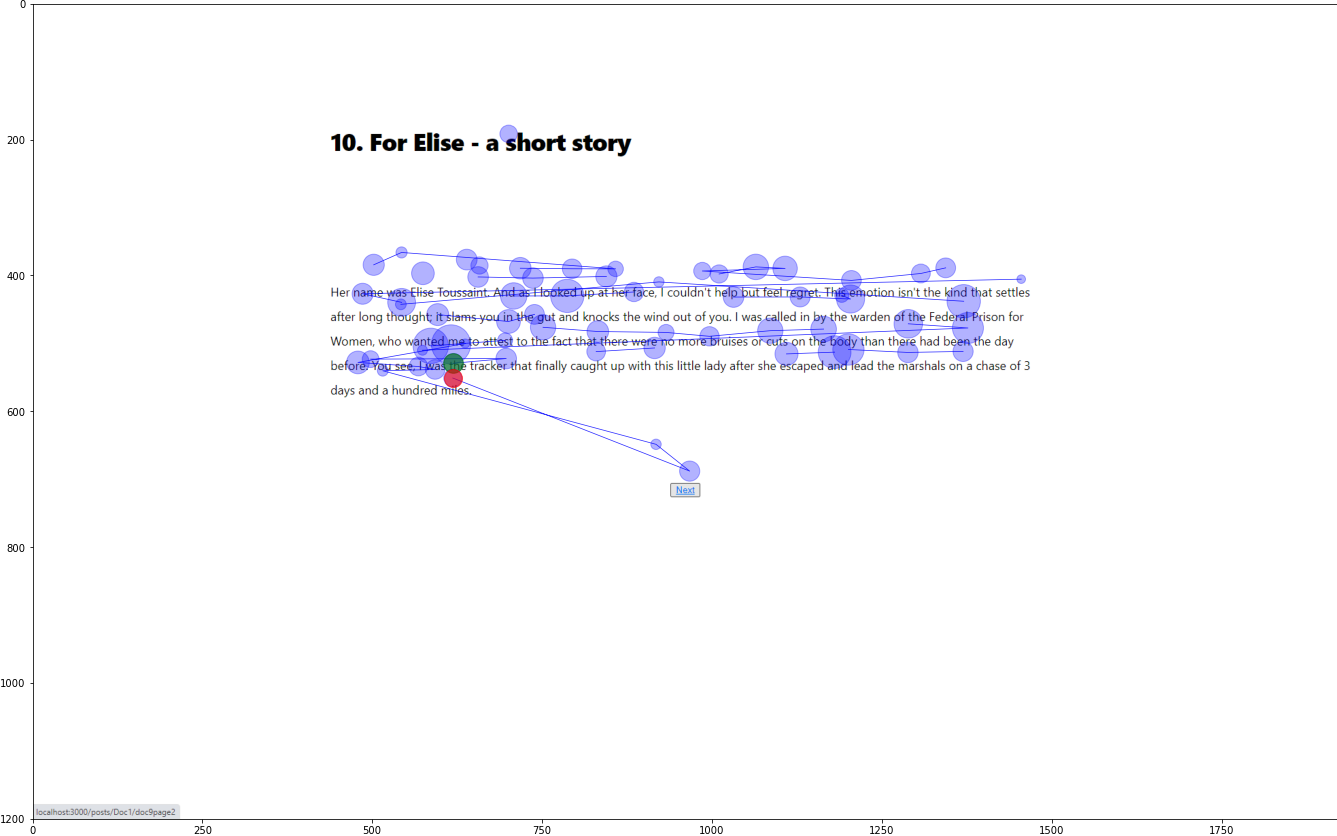 0
200
10. For Elise - a short story
400
Her name was Elise Toussaint. And as I looked up at her face, I couldn't help but feel regret. This emotion isn't the kind that settles
after long thought; it slams you in the gut and knocks the wind out of you. I was called in by the warden of the Federal Prison for
Women, who wanted me to attest to the fact that there were no more bruises or cuts on the body than there had been the day
before. You see, I was the tracker that finally caught up with this little lady after she escaped and lead the marshals on a chase of 3
days and a hundred miles.
600
Next
800
1000
localhost:3000/posts/Doc1/doc9page2
1200
0 250 500 750 1000 1250 1500 1750